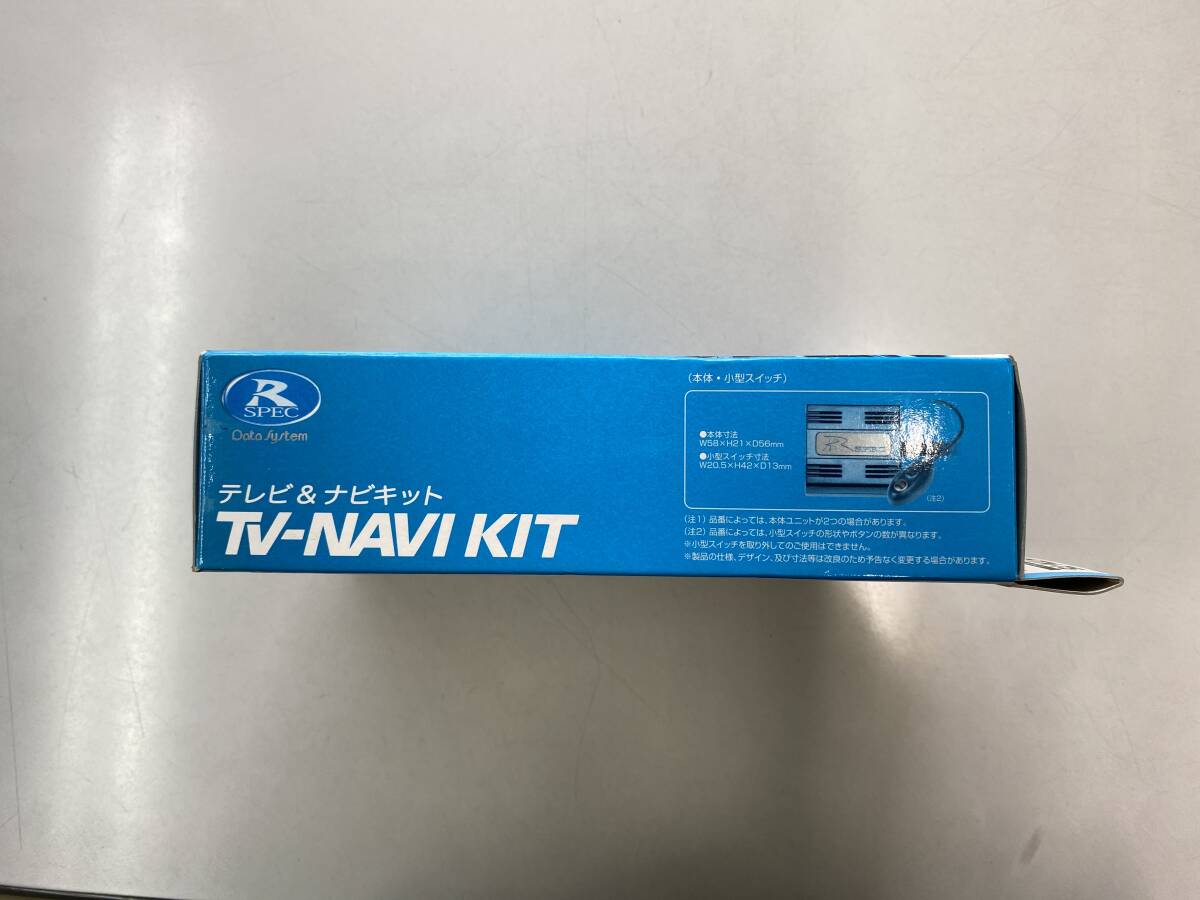 R
SPEC
Data System
テレビ & ナビキット
TV-NAVI KIT
(本体・小型スイッチ)
●本体寸法
W58×H21×D56mm
●小型スイッチ寸法
W20.5×H42×D13mm
R SPEC
(注2)
(注1) 品番によっては、本体ユニットが2つの場合があります。
(注2) 品番によっては、小型スイッチの形状やボタンの数が異なります。
※小型スイッチを取り外してのご使用はできません。
※製品の仕様、デザイン、及び寸法等は改良のため予告なく変更する場合があります。